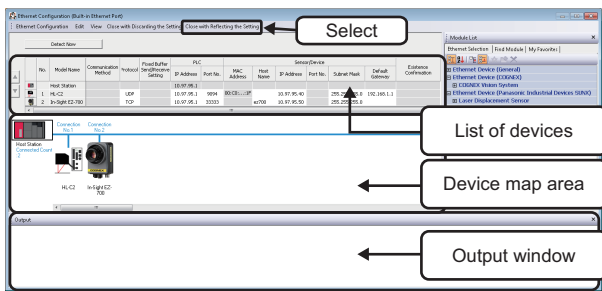 Ethernet Configuration (Built-in Ethernet Port)
Ethernet Configuration Edit View Close with Discarding the Setting Close with Reflecting the Setting
Select
Detect Now
Module List
Ethernet Selection Find Module My Favorites
Ethernet Device (General)
Ethernet Device (COGNEX)
COGNEX Vision System
Ethernet Device (Panasonic Industrial Devices SUNX)
Laser Displacement Sensor
No. Model Name Communication Method Protocol Fixed Buffer Send/Receive Setting PLC Sensor/Device Existence Confirmation
IP Address Port No. MAC Address Host Name IP Address Port No. Subnet Mask Default Gateway
Host Station 10.97.95.1
1 HL-C2 UDP 10.97.95.1 10.97.95.40 192.168.1.1
2 In-Sight EZ-700 TCP 10.97.95.1 ez700 10.97.95.50
List of devices
Connection No.1 Connection No.2
Host Station
Connected Count
2
HL-C2 In-Sight EZ-700
Device map area
Output
Output window